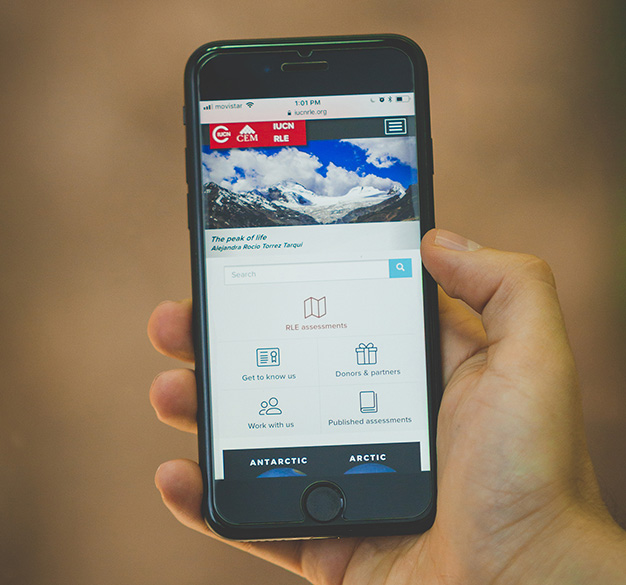 movistar 1:01 PM
iucnrle.org
IUCN CEM IUCN RLE
The peak of life
Alejandra Rocio Torrez Tarqui
Search
RLE assessments
Get to know us Donors & partners
Work with us Published assessments
ANTARCTIC ARCTIC